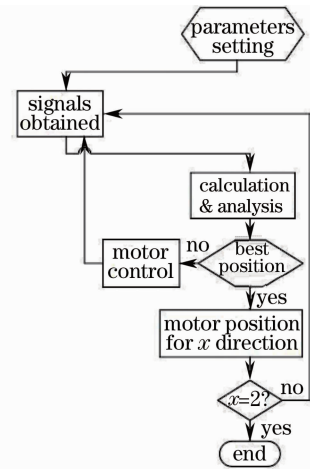 parameters
setting
signals
obtained
calculation
& analysis
no
best
position
motor
control
yes
motor position
for x direction
no
x=2?
yes
end